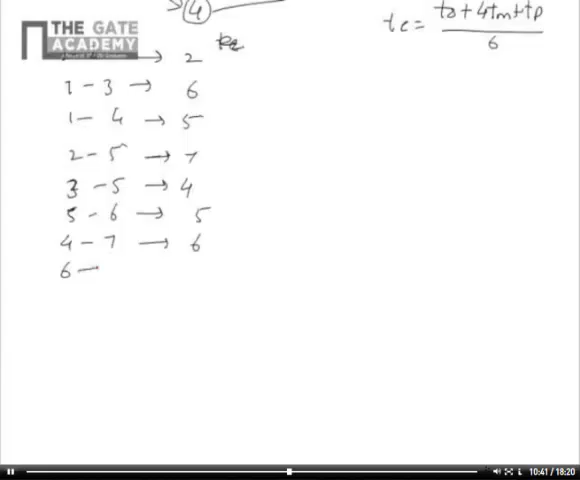 4
te = to + 4tm + tp
6
THE GATE
ACADEMY
→ 2
1 - 3 → 6
1 - 4 → 5
2 - 5 → 7
3 - 5 → 4
5 - 6 → 5
4 - 7 → 6
6 -
10:41 / 18:20